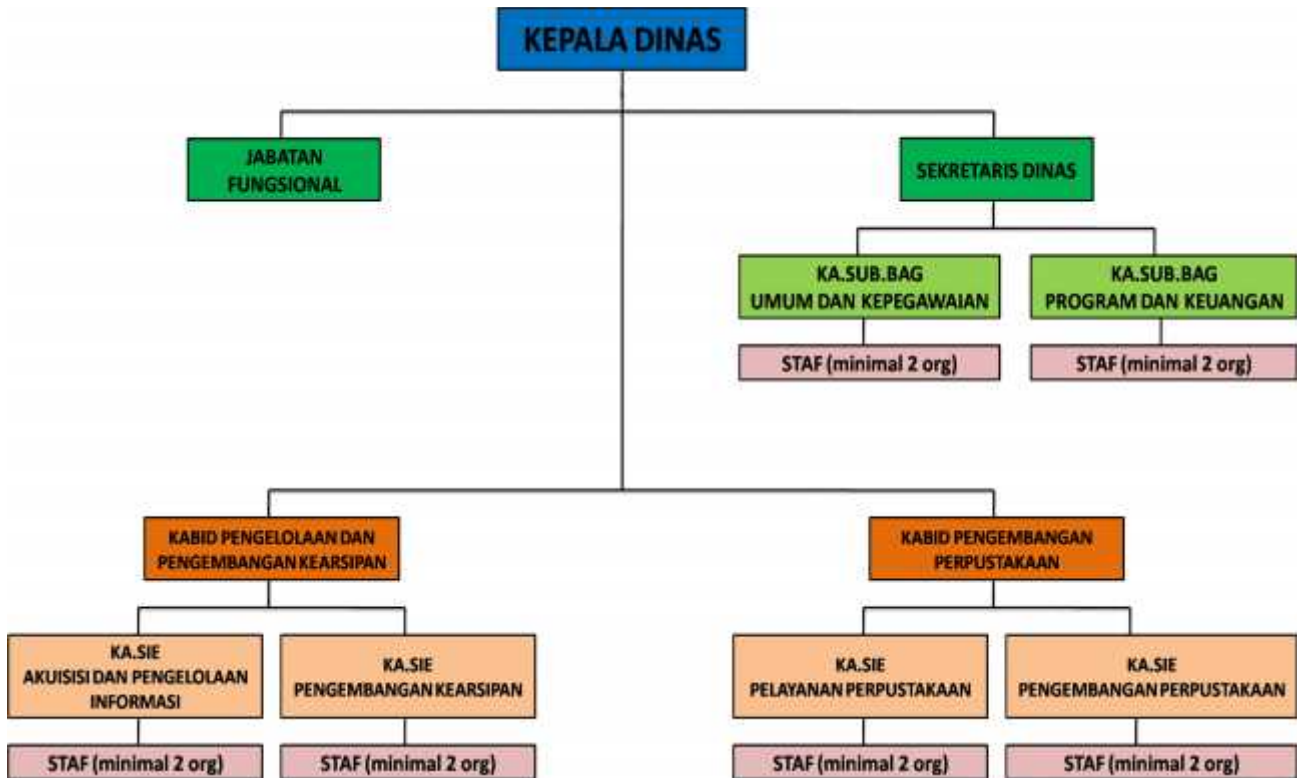 KEPALA DINAS
JABATAN
FUNGSIONAL
SEKRETARIS DINAS
KA.SUB.BAG
UMUM DAN KEPEGAWAIAN
KA.SUB.BAG
PROGRAM DAN KEUANGAN
STAF (minimal 2 org)
STAF (minimal 2 org)
KABID PENGELOLAAN DAN
PENGEMBANGAN KEARSIPAN
KABID PENGEMBANGAN
PERPUSTAKAAN
KA.SIE
AKUISISI DAN PENGELOLAAN
INFORMASI
KA.SIE
PENGEMBANGAN KEARSIPAN
KA.SIE
PELAYANAN PERPUSTAKAAN
KA.SIE
PENGEMBANGAN PERPUSTAKAAN
STAF (minimal 2 org)
STAF (minimal 2 org)
STAF (minimal 2 org)
STAF (minimal 2 org)